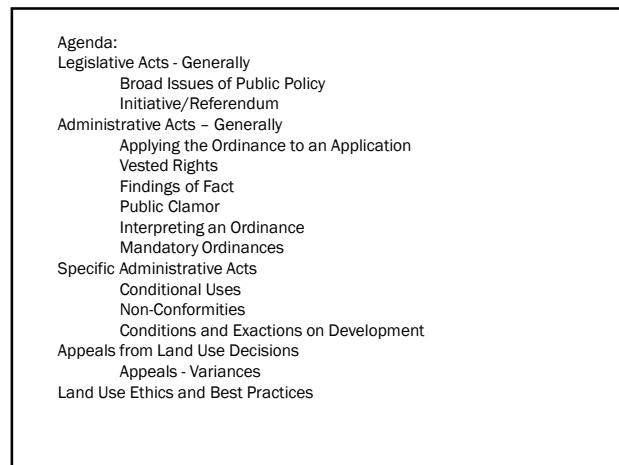 Agenda:
Legislative Acts - Generally
Broad Issues of Public Policy
Initiative/Referendum
Administrative Acts – Generally
Applying the Ordinance to an Application
Vested Rights
Findings of Fact
Public Clamor
Interpreting an Ordinance
Mandatory Ordinances
Specific Administrative Acts
Conditional Uses
Non-Conformities
Conditions and Exactions on Development
Appeals from Land Use Decisions
Appeals - Variances
Land Use Ethics and Best Practices